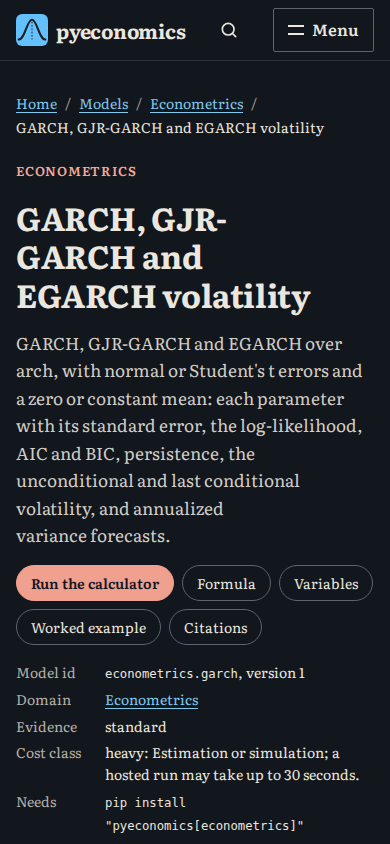 pyeconomics
Menu
Home / Models / Econometrics /
GARCH, GJR-GARCH and EGARCH volatility
ECONOMETRICS
GARCH, GJR-
GARCH and
EGARCH volatility
GARCH, GJR-GARCH and EGARCH over
arch, with normal or Student's t errors and
a zero or constant mean: each parameter
with its standard error, the log-likelihood,
AIC and BIC, persistence, the
unconditional and last conditional
volatility, and annualized
variance forecasts.
Run the calculator
Formula
Variables
Worked example
Citations
Model id econometrics.garch, version 1
Domain Econometrics
Evidence standard
Cost class heavy: Estimation or simulation; a
hosted run may take up to 30 seconds.
Needs pip install
"pyeconomics[econometrics]"